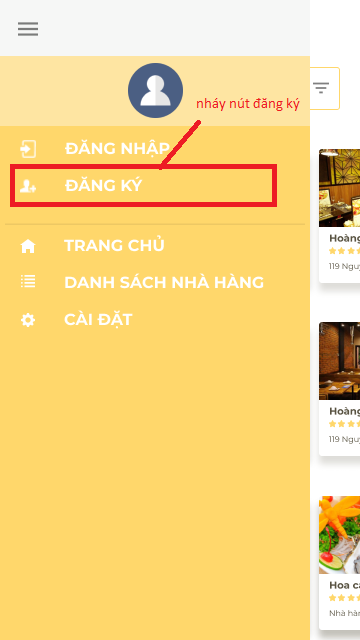 nháy nút đăng ký
ĐĂNG NHẬP
ĐĂNG KÝ
TRANG CHỦ
DANH SÁCH NHÀ HÀNG
CÀI ĐẶT
Hoàng
119 Nguy
Hoàng
119 Nguy
Hoa cả
Nhà hàn